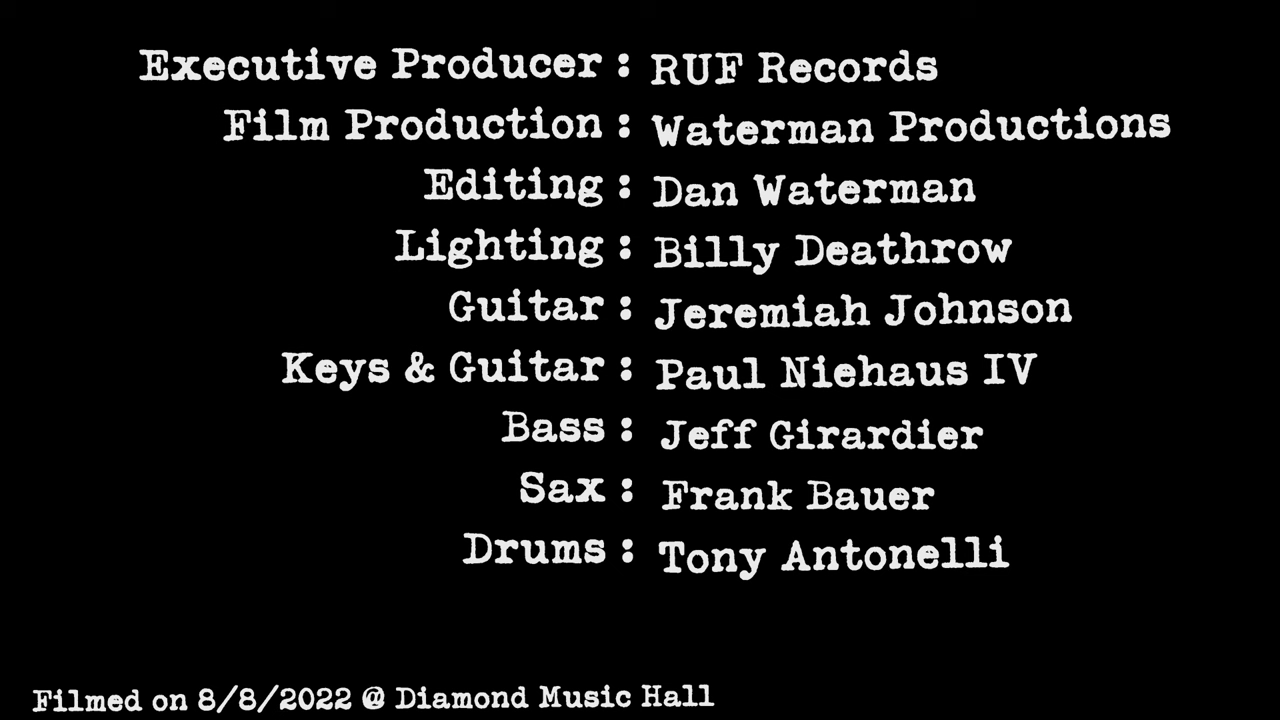 Executive Producer : RUF Records
Film Production : Waterman Productions
Editing : Dan Waterman
Lighting : Billy Deathrow
Guitar : Jeremiah Johnson
Keys & Guitar : Paul Niehaus IV
Bass : Jeff Girardier
Sax : Frank Bauer
Drums : Tony Antonelli
Filmed on 8/8/2022 @ Diamond Music Hall